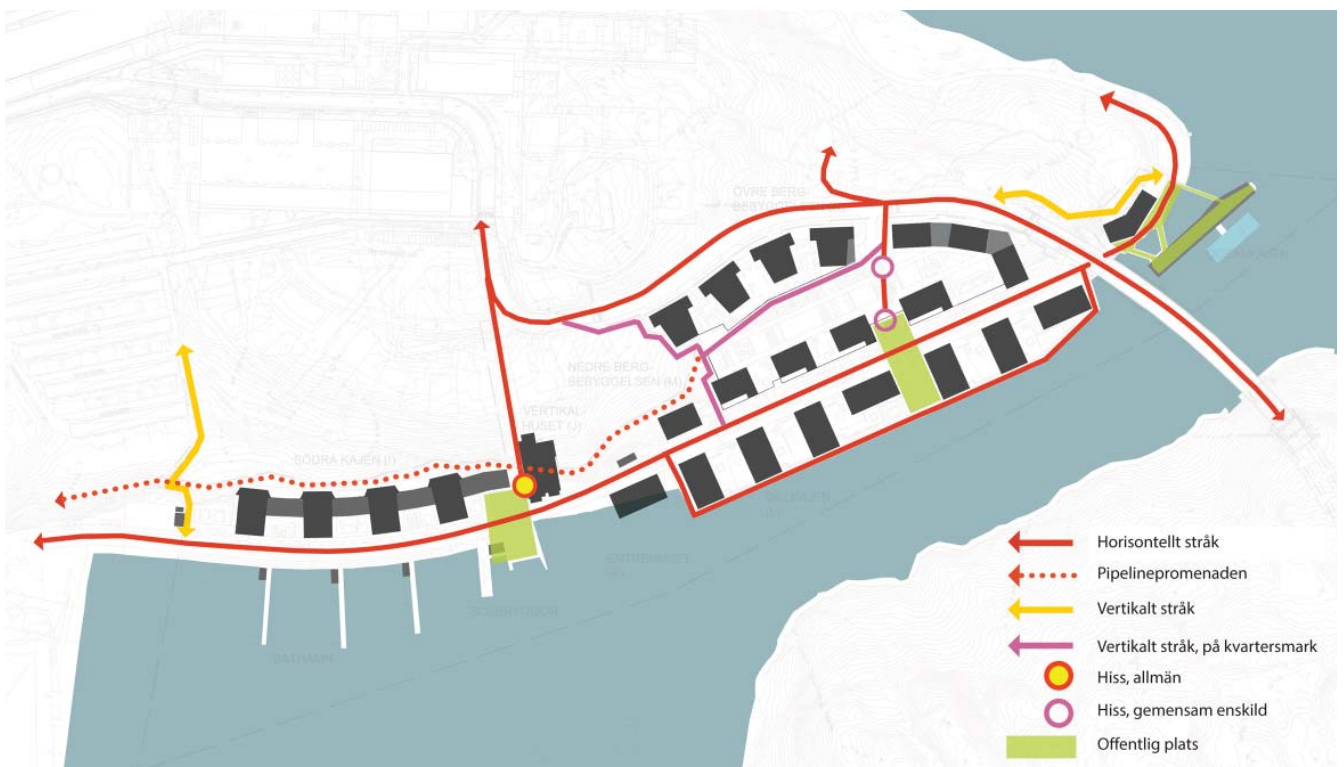 ÖVRE BERG-
BEBYGGELSEN
NEDRE BERG-
BEBYGGELSEN (M)
VERTIKAL-
HUSET (J)
SÖDRA KAJEN (I)
SJÖBRYGGOR
BÅTHAMN
Horisontellt stråk
Pipelinepromenaden
Vertikalt stråk
Vertikalt stråk, på kvartersmark
Hiss, allmän
Hiss, gemensam enskild
Offentlig plats